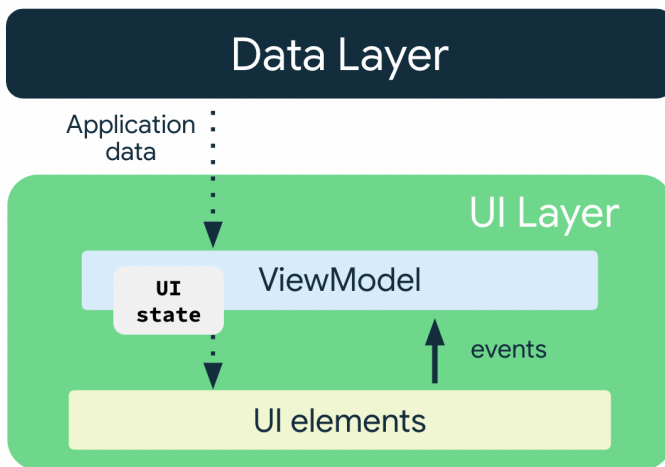 Data Layer
Application
data
UI Layer
ViewModel
UI
state
events
UI elements